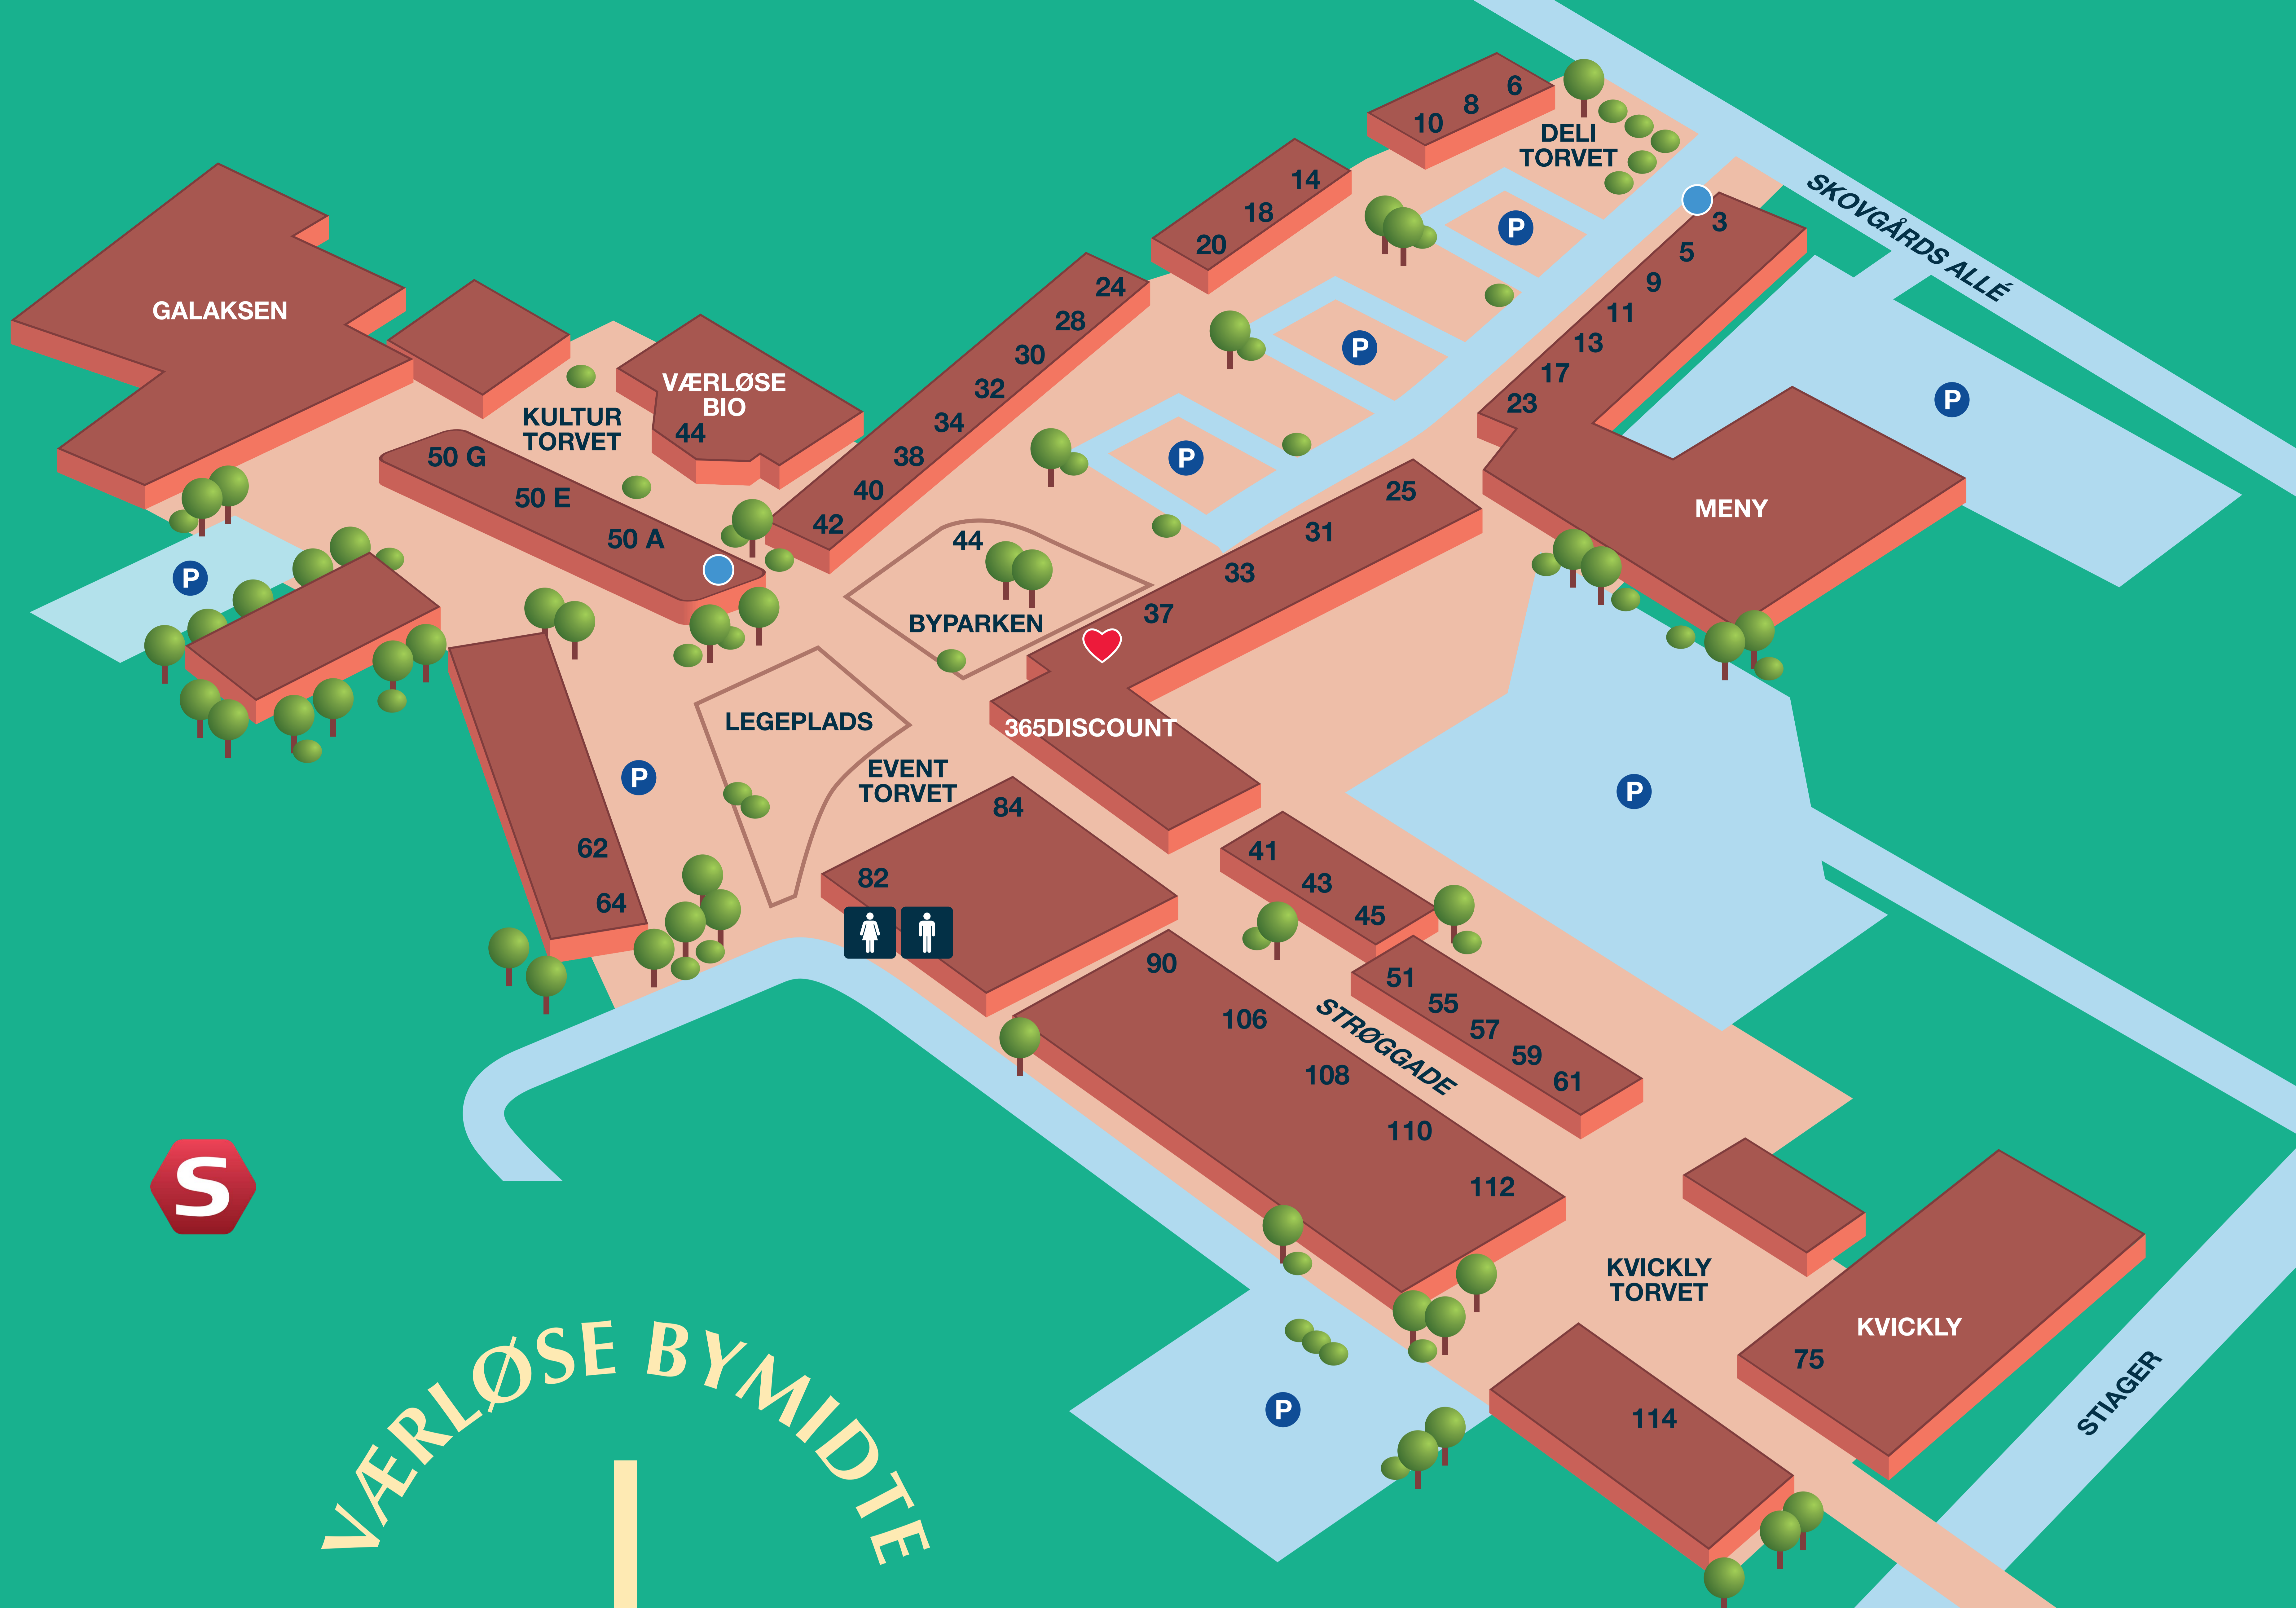 6
8
10
DELI
TORVET
14
18
20
P
3
5
9
11
13
17
23
SKOVGÅRDS ALLÉ
GALAKSEN
24
28
30
32
34
38
40
42
P
P
P
VÆRLØSE
BIO
44
KULTUR
TORVET
50 G
50 E
50 A
MENY
25
31
33
37
44
BYPARKEN
P
LEGEPLADS
365DISCOUNT
EVENT
TORVET
P
P
62
64
84
82
41
43
45
51
55
57
59
61
STRØGGADE
90
106
108
110
112
S
KVICKLY
TORVET
KVICKLY
75
STIAGER
114
P
VÆRLØSE BYMIDTE